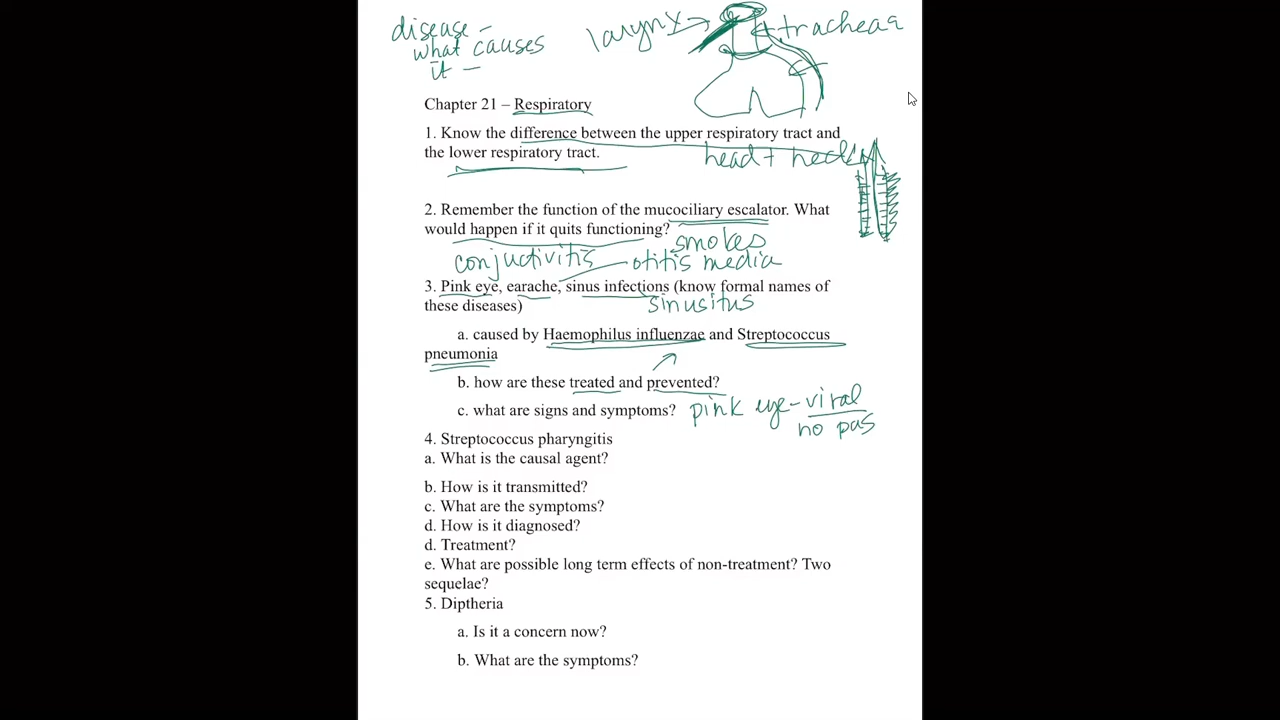 disease -
what causes
it -
larynx
tracheaa
Chapter 21 – Respiratory
1. Know the difference between the upper respiratory tract and
the lower respiratory tract.
head + neck
2. Remember the function of the mucociliary escalator. What
would happen if it quits functioning?
smokes
conjuctivitis
otitis media
3. Pink eye, earache, sinus infections (know formal names of
these diseases)
sinusitus
a. caused by Haemophilus influenzae and Streptococcus
pneumonia
b. how are these treated and prevented?
c. what are signs and symptoms?
pink eye - viral
no pas
4. Streptococcus pharyngitis
a. What is the causal agent?
b. How is it transmitted?
c. What are the symptoms?
d. How is it diagnosed?
d. Treatment?
e. What are possible long term effects of non-treatment? Two
sequelae?
5. Diptheria
a. Is it a concern now?
b. What are the symptoms?